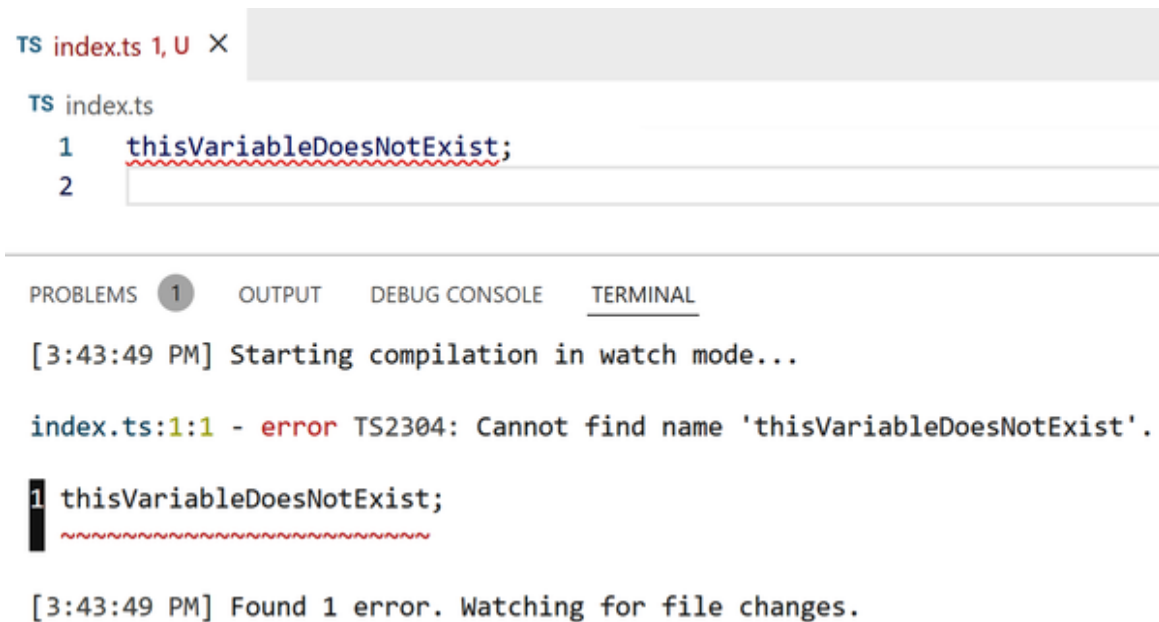 TS index.ts 1, U ×
TS index.ts
1 thisVariableDoesNotExist;
2
PROBLEMS 1 OUTPUT DEBUG CONSOLE TERMINAL
[3:43:49 PM] Starting compilation in watch mode...
index.ts:1:1 - error TS2304: Cannot find name 'thisVariableDoesNotExist'.
1 thisVariableDoesNotExist;
~~~~~~~~~~~~~~~~~~~~~~~~
[3:43:49 PM] Found 1 error. Watching for file changes.